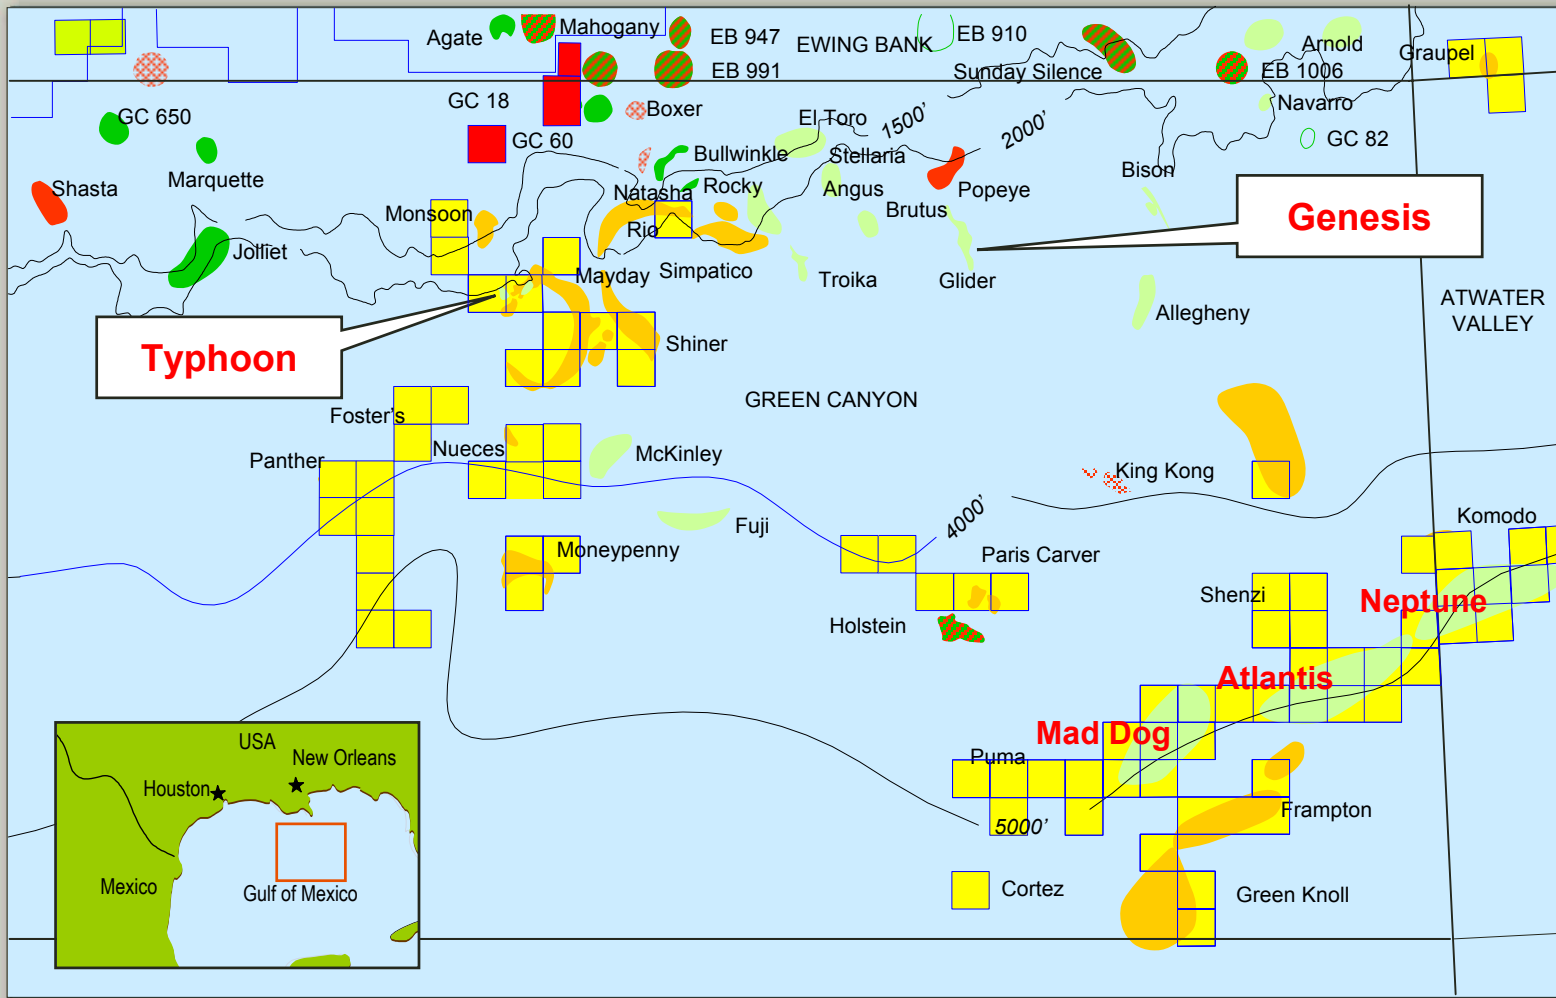 Agate
Mahogany
EB 947
EWING BANK
EB 910
Arnold
Graupel
EB 991
Sunday Silence
EB 1006
GC 18
Boxer
Navarro
GC 650
El Toro
1500'
2000'
GC 60
GC 82
Bullwinkle
Stellaria
Bison
Marquette
Shasta
Natasha
Rocky
Angus
Popeye
Monsoon
Brutus
Genesis
Rio
Jolliet
Mayday
Simpatico
Troika
Glider
ATWATER
VALLEY
Allegheny
Typhoon
Shiner
GREEN CANYON
Foster's
Nueces
McKinley
Panther
King Kong
Komodo
Fuji
4000'
Moneypenny
Paris Carver
Shenzi
Neptune
Holstein
Atlantis
Mad Dog
Puma
USA
New Orleans
Houston
Frampton
5000'
Mexico
Gulf of Mexico
Cortez
Green Knoll